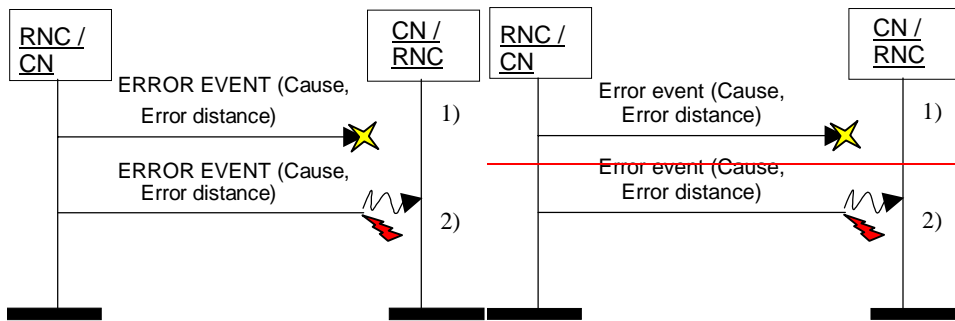 RNC /
CN
CN /
RNC
ERROR EVENT (Cause,
Error distance)
1)
ERROR EVENT (Cause,
Error distance)
2)
RNC /
CN
CN /
RNC
Error event (Cause,
Error distance)
1)
Error event (Cause,
Error distance)
2)